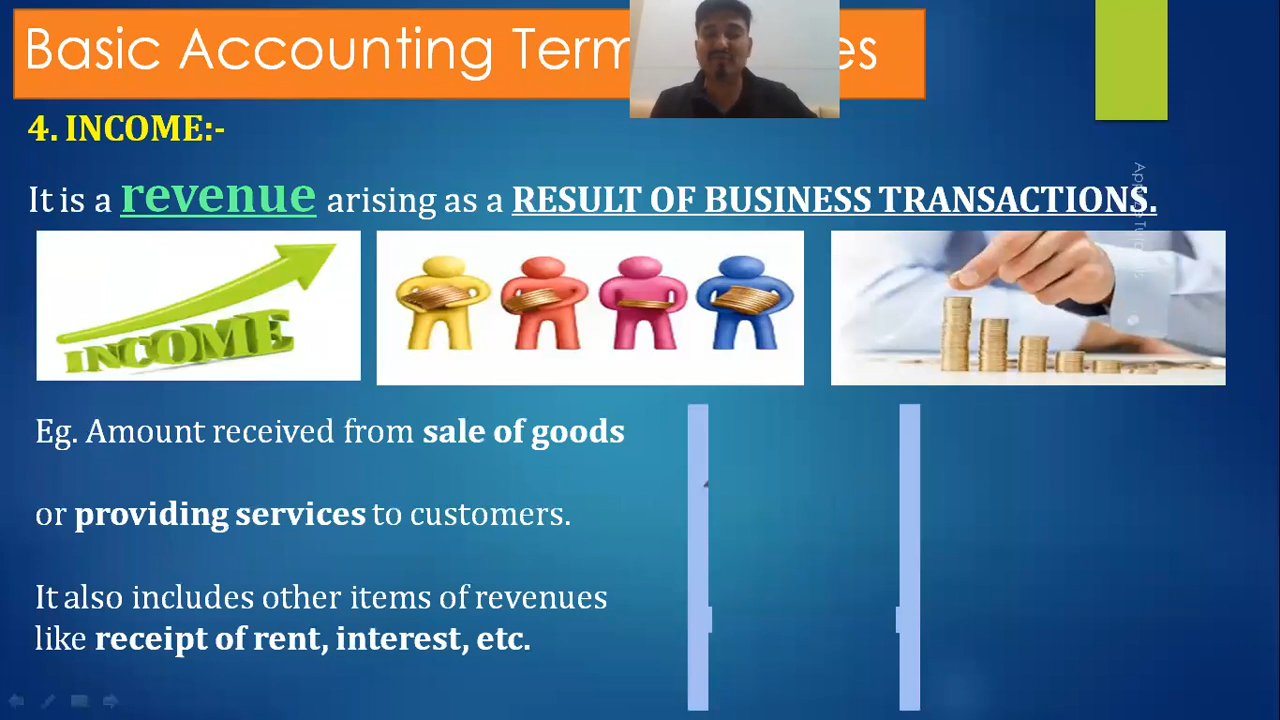 Basic Accounting Term es
4. INCOME:-
It is a revenue arising as a RESULT OF BUSINESS TRANSACTIONS.
INCOME
Eg. Amount received from sale of goods
or providing services to customers.
It also includes other items of revenues
like receipt of rent, interest, etc.